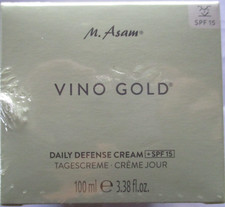 SPF 15
M. Asam®
VINO GOLD®
DAILY DEFENSE CREAM + SPF 15
TAGESCREME · CRÈME JOUR
100 ml ℮ 3.38 fl.oz.